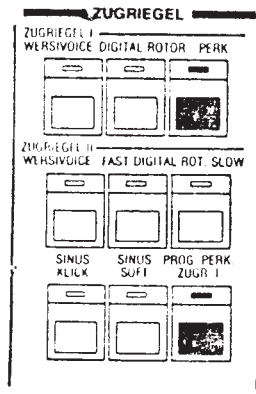 ZUGRIEGEL
ZUGRIEGEL I
WERSIVOICE DIGITAL ROTOR PERK
ZUGRIEGEL II
WERSIVOICE FAST DIGITAL ROT. SLOW
SINUS SINUS PROG PERK
KLICK SOFT ZUGR I